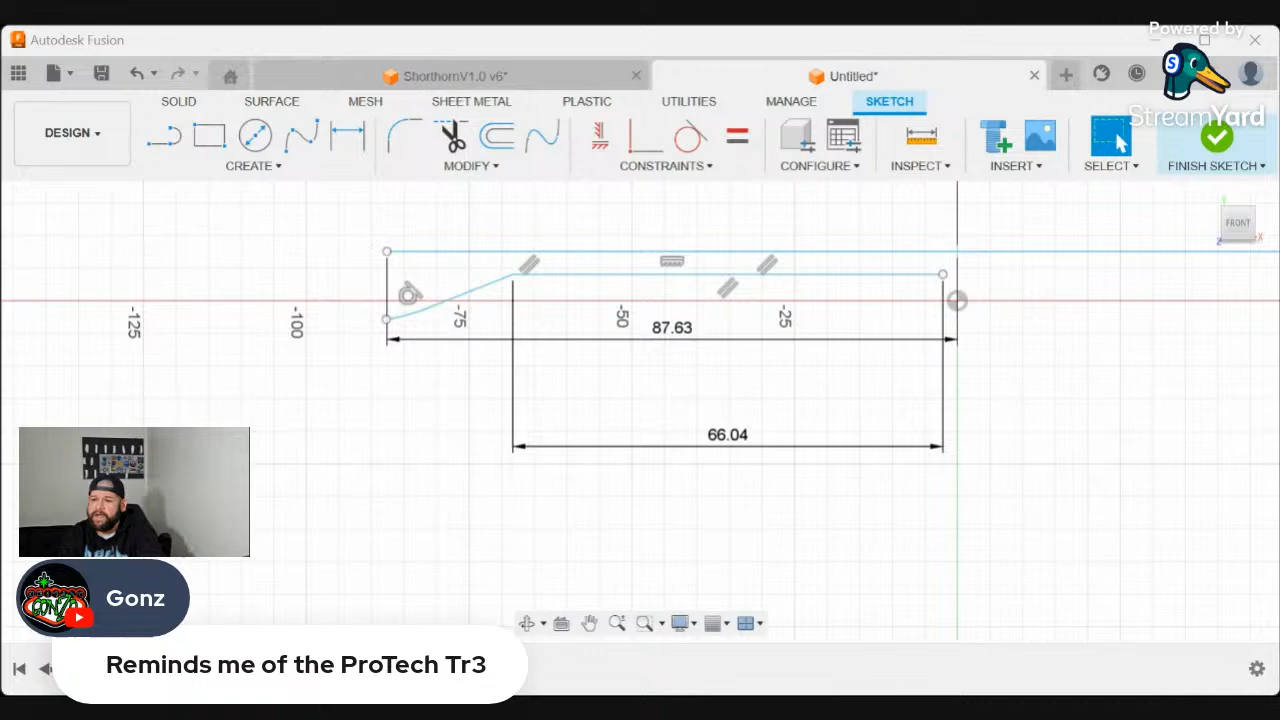 Powered by
StreamYard
Autodesk Fusion
ShorthornV1.0 v6*
Untitled*
DESIGN
SOLID
SURFACE
MESH
SHEET METAL
PLASTIC
UTILITIES
MANAGE
SKETCH
CREATE
MODIFY
CONSTRAINTS
CONFIGURE
INSPECT
INSERT
SELECT
FINISH SKETCH
FRONT
X
Y
Z
-125
-100
-75
-50
-25
87.63
66.04
GONZ
Gonz
Reminds me of the ProTech Tr3